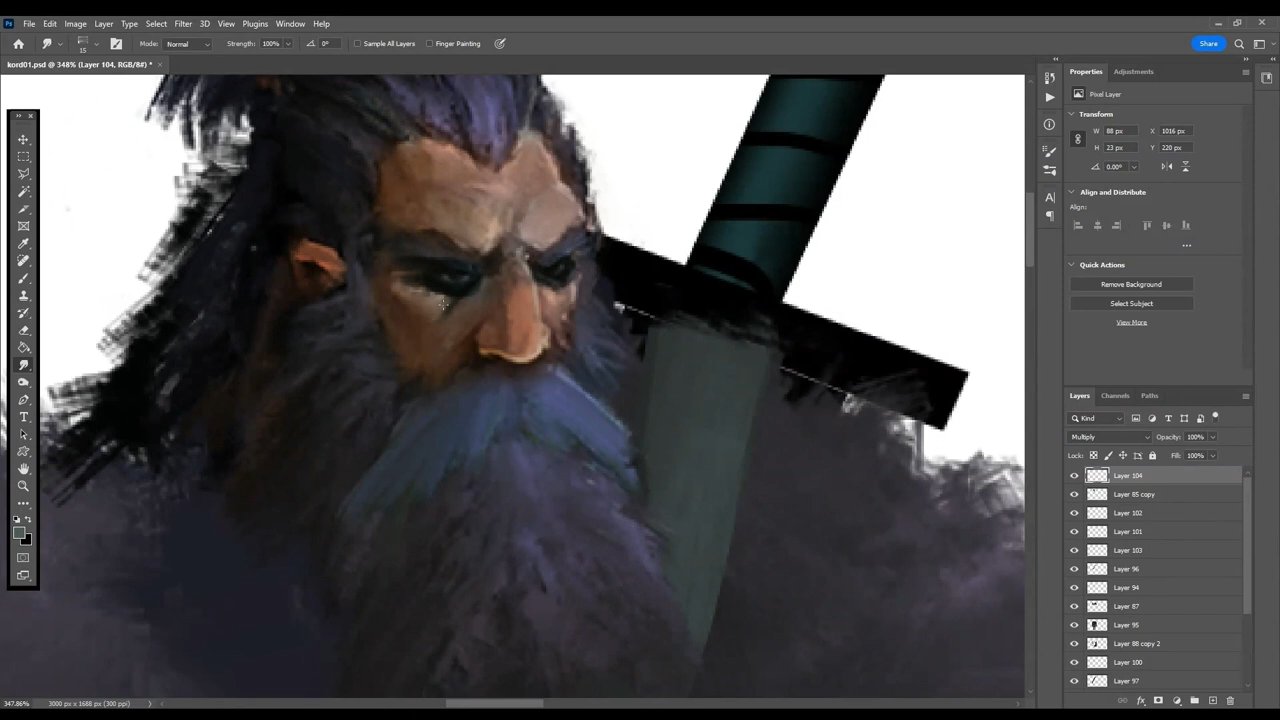 Ps File Edit Image Layer Type Select Filter 3D View Plugins Window Help
15 Mode: Normal Strength: 100% 0° Sample All Layers Finger Painting Share
kord01.psd @ 348% (Layer 104, RGB/8#) *
Properties Adjustments
Pixel Layer
Transform
W 88 px X 1016 px
H 23 px Y 220 px
0.00°
Align and Distribute
Align:
Quick Actions
Remove Background
Select Subject
View More
Layers Channels Paths
Kind
Multiply Opacity: 100%
Lock: Fill: 100%
Layer 104
Layer 85 copy
Layer 102
Layer 101
Layer 103
Layer 96
Layer 94
Layer 87
Layer 95
Layer 88 copy 2
Layer 100
Layer 97
347.86% 3000 px x 1688 px (300 ppi)